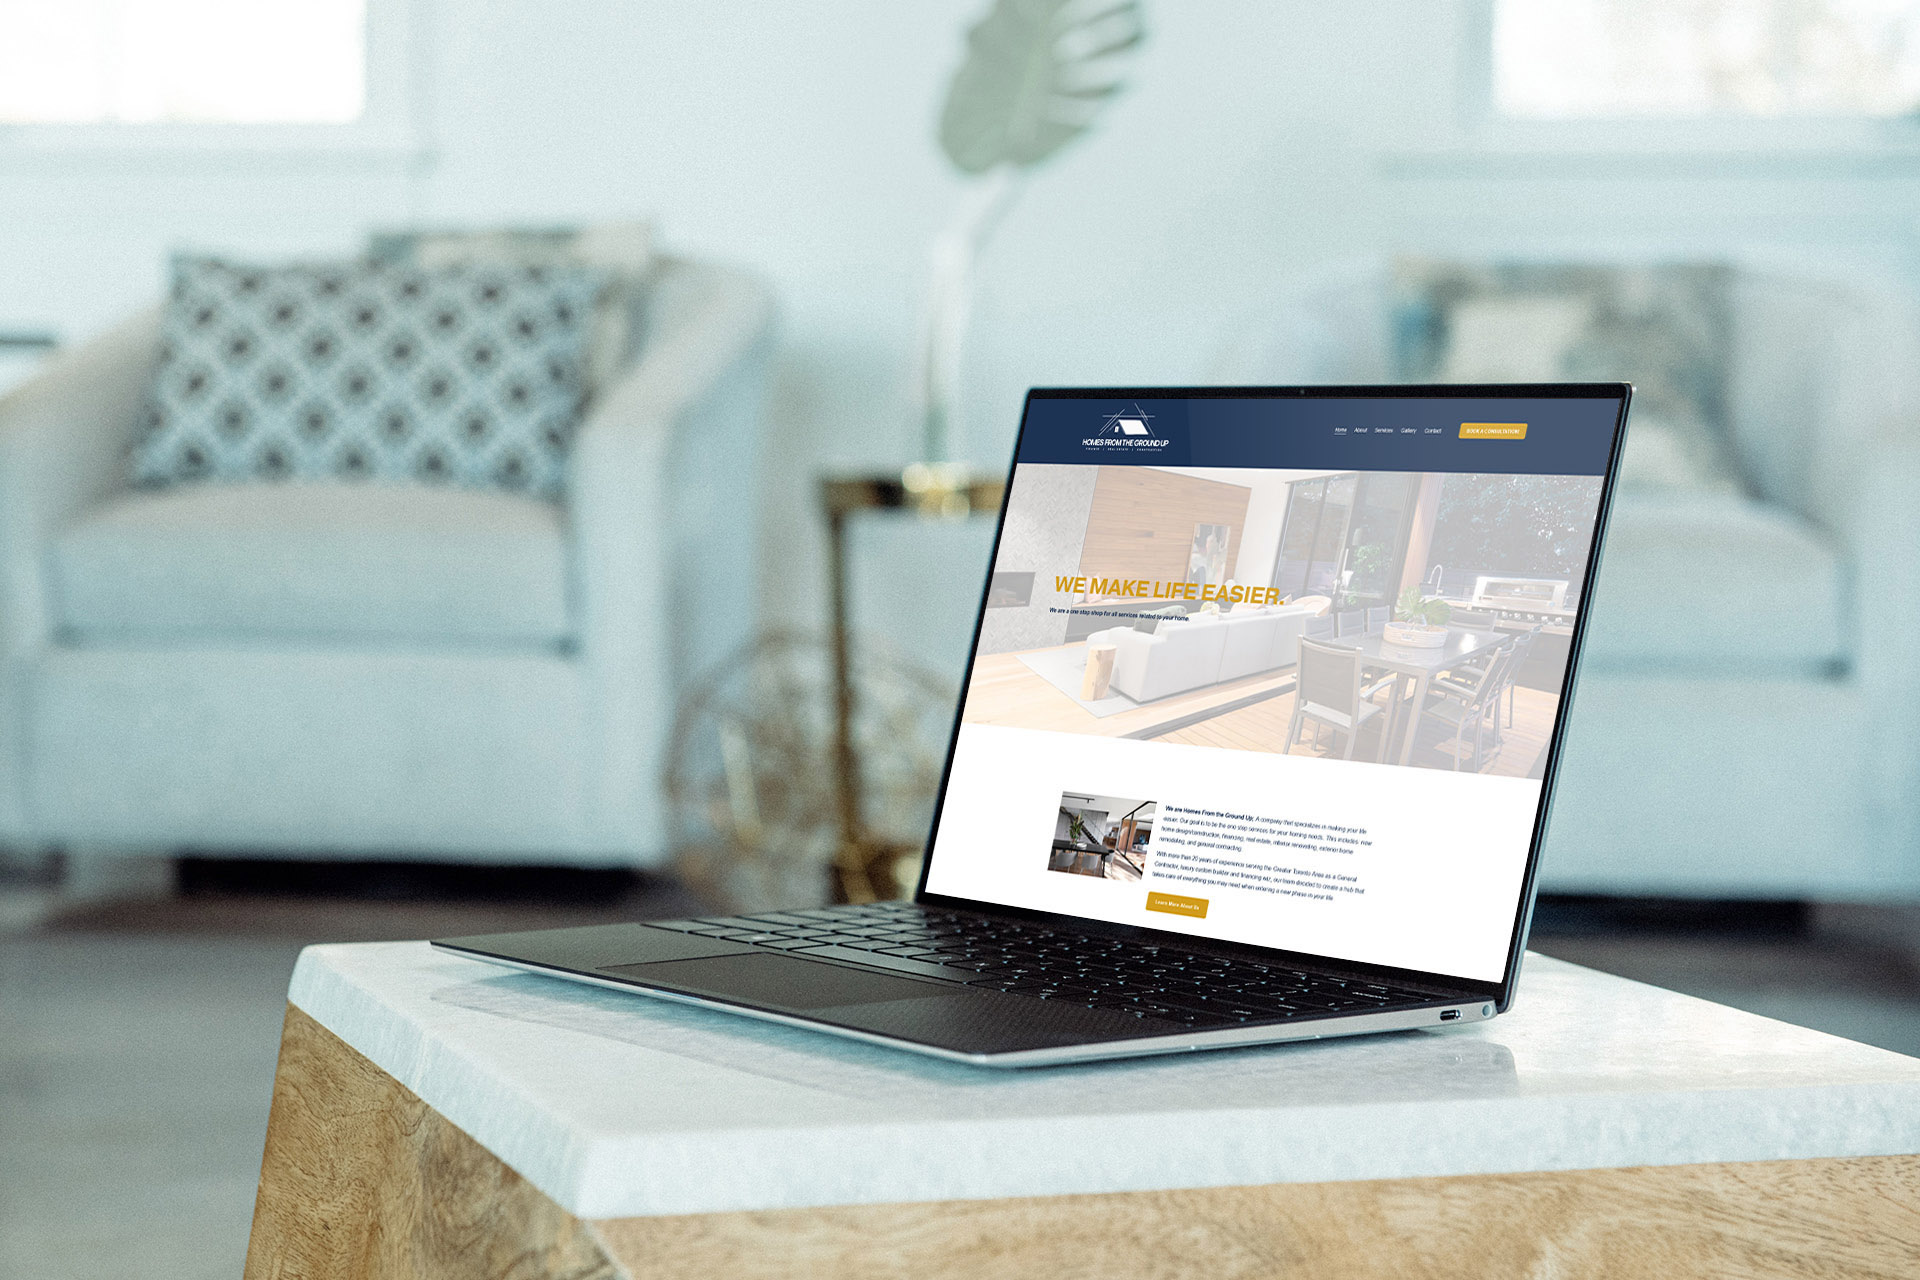 HOMES FROM THE GROUND UP
FINANCE | REAL ESTATE | CONSTRUCTION
Home About Services Gallery Contact
BOOK A CONSULTATION
WE MAKE LIFE EASIER.
We are a one stop shop for all services related to your home.
We are Homes From the Ground Up. A company that specializes in making your life
easier. Our goal is to be the one stop services for your homing needs. This includes: new
home design/construction, financing, real estate, interior renovating, exterior home
remodeling, and general contracting.
With more than 20 years of experience serving the Greater Toronto Area as a General
Contractor, luxury custom builder and financing wiz, our team decided to create a hub that
takes care of everything you may need when entering a new phase in your life
Learn More About Us